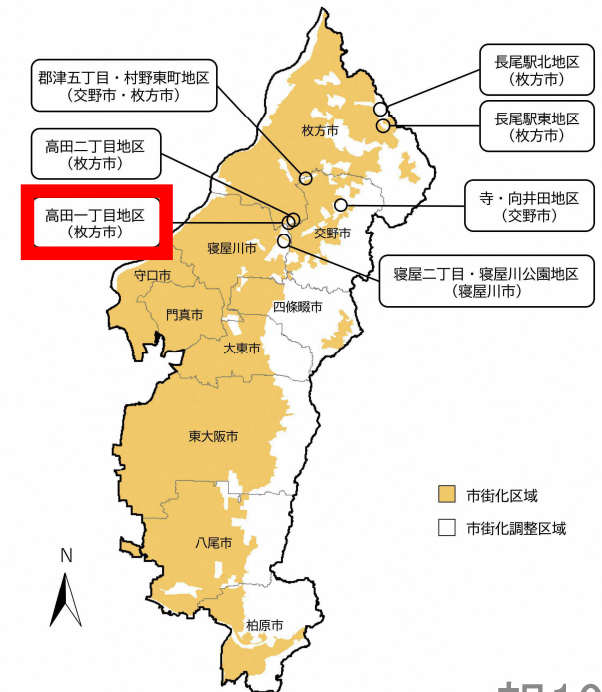 長尾駅北地区
（枚方市）
郡津五丁目・村野東町地区
（交野市・枚方市）
長尾駅東地区
（枚方市）
枚方市
高田二丁目地区
（枚方市）
寺・向井田地区
（交野市）
高田一丁目地区
（枚方市）
交野市
寝屋川市
寝屋二丁目・寝屋川公園地区
（寝屋川市）
守口市
門真市
四條畷市
大東市
東大阪市
市街化区域
市街化調整区域
八尾市
N
柏原市